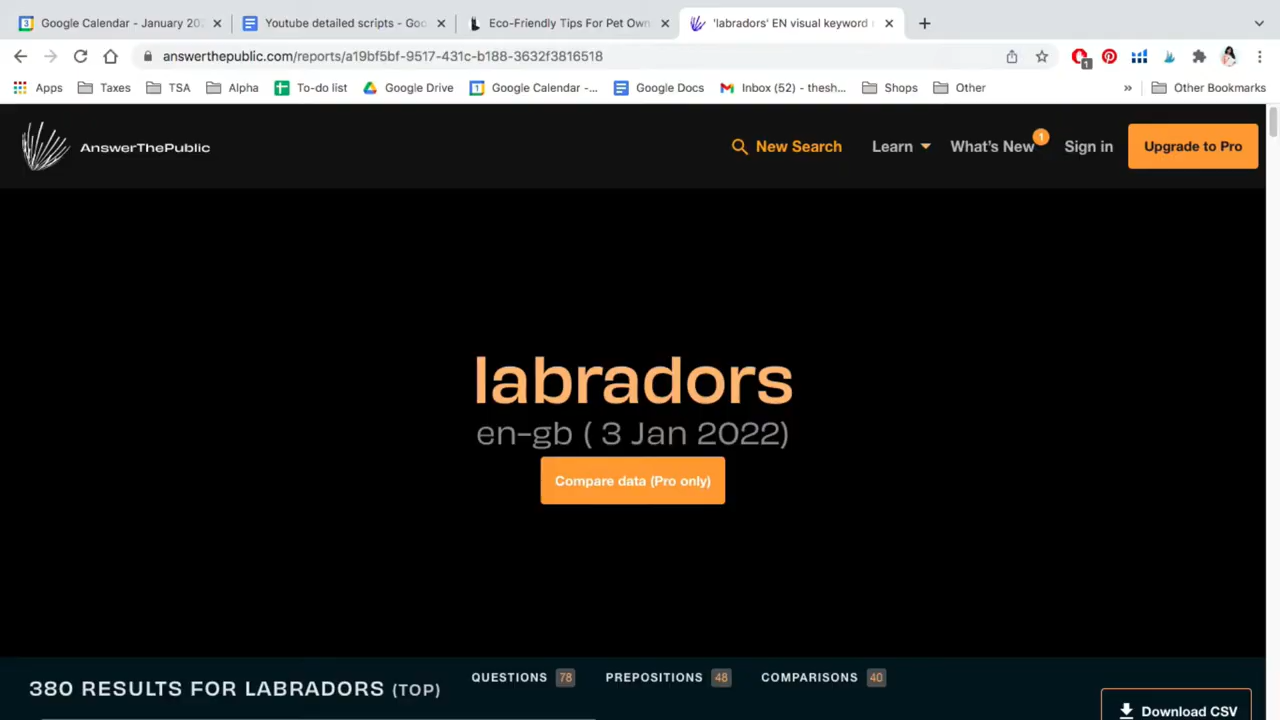 Google Calendar - January 202
Youtube detailed scripts - Goo
Eco-Friendly Tips For Pet Own
'labradors' EN visual keyword
answerthepublic.com/reports/a19bf5bf-9517-431c-b188-3632f3816518
1
Apps
Taxes
TSA
Alpha
To-do list
Google Drive
Google Calendar -...
Google Docs
Inbox (52) - thesh...
Shops
Other
»
Other Bookmarks
AnswerThePublic
New Search
Learn
What's New
1
Sign in
Upgrade to Pro
labradors
en-gb ( 3 Jan 2022)
Compare data (Pro only)
380 RESULTS FOR LABRADORS (TOP)
QUESTIONS 78
PREPOSITIONS 48
COMPARISONS 40
Download CSV